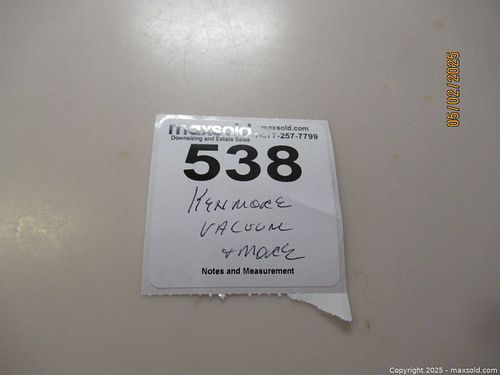 maxsold maxsold.com
Downsizing and Estate Sales 1-877-257-7799
538
KENMORE
VACUUM
+ MORE
Notes and Measurement
05/02/2025
Copyright © 2025 - maxsold.com